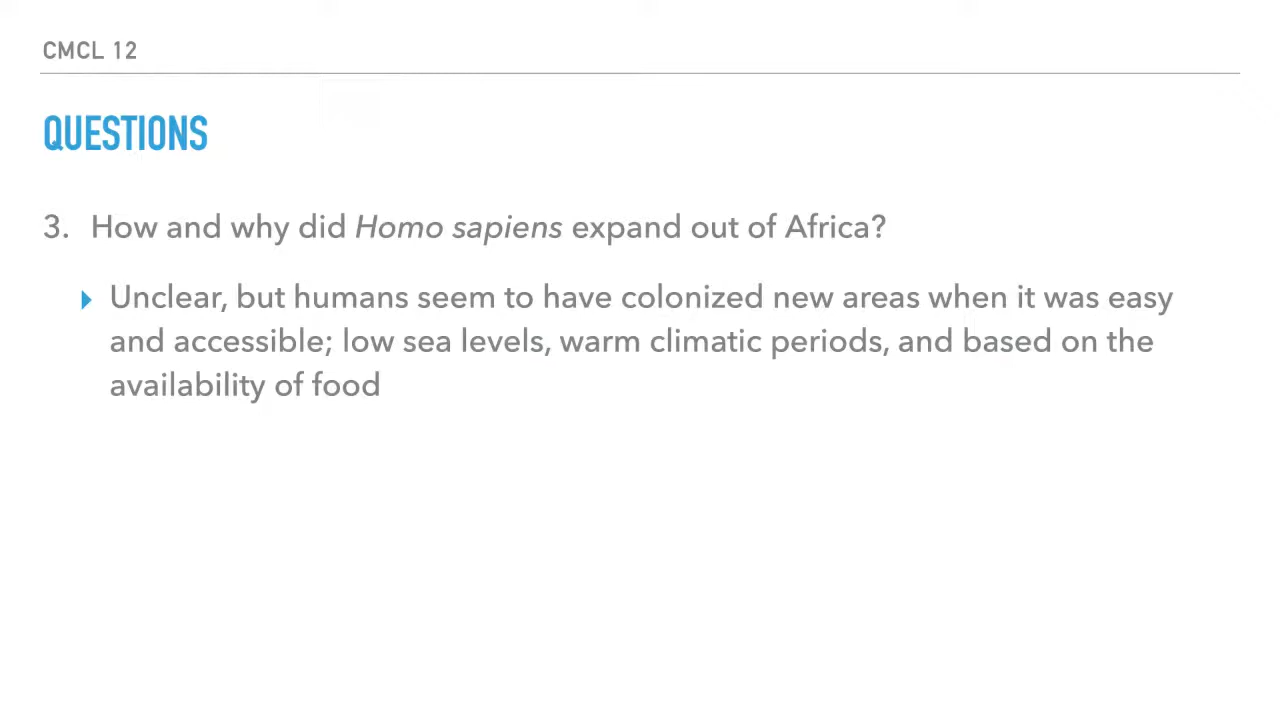 CMCL 12
QUESTIONS
3. How and why did Homo sapiens expand out of Africa?
Unclear, but humans seem to have colonized new areas when it was easy
and accessible; low sea levels, warm climatic periods, and based on the
availability of food